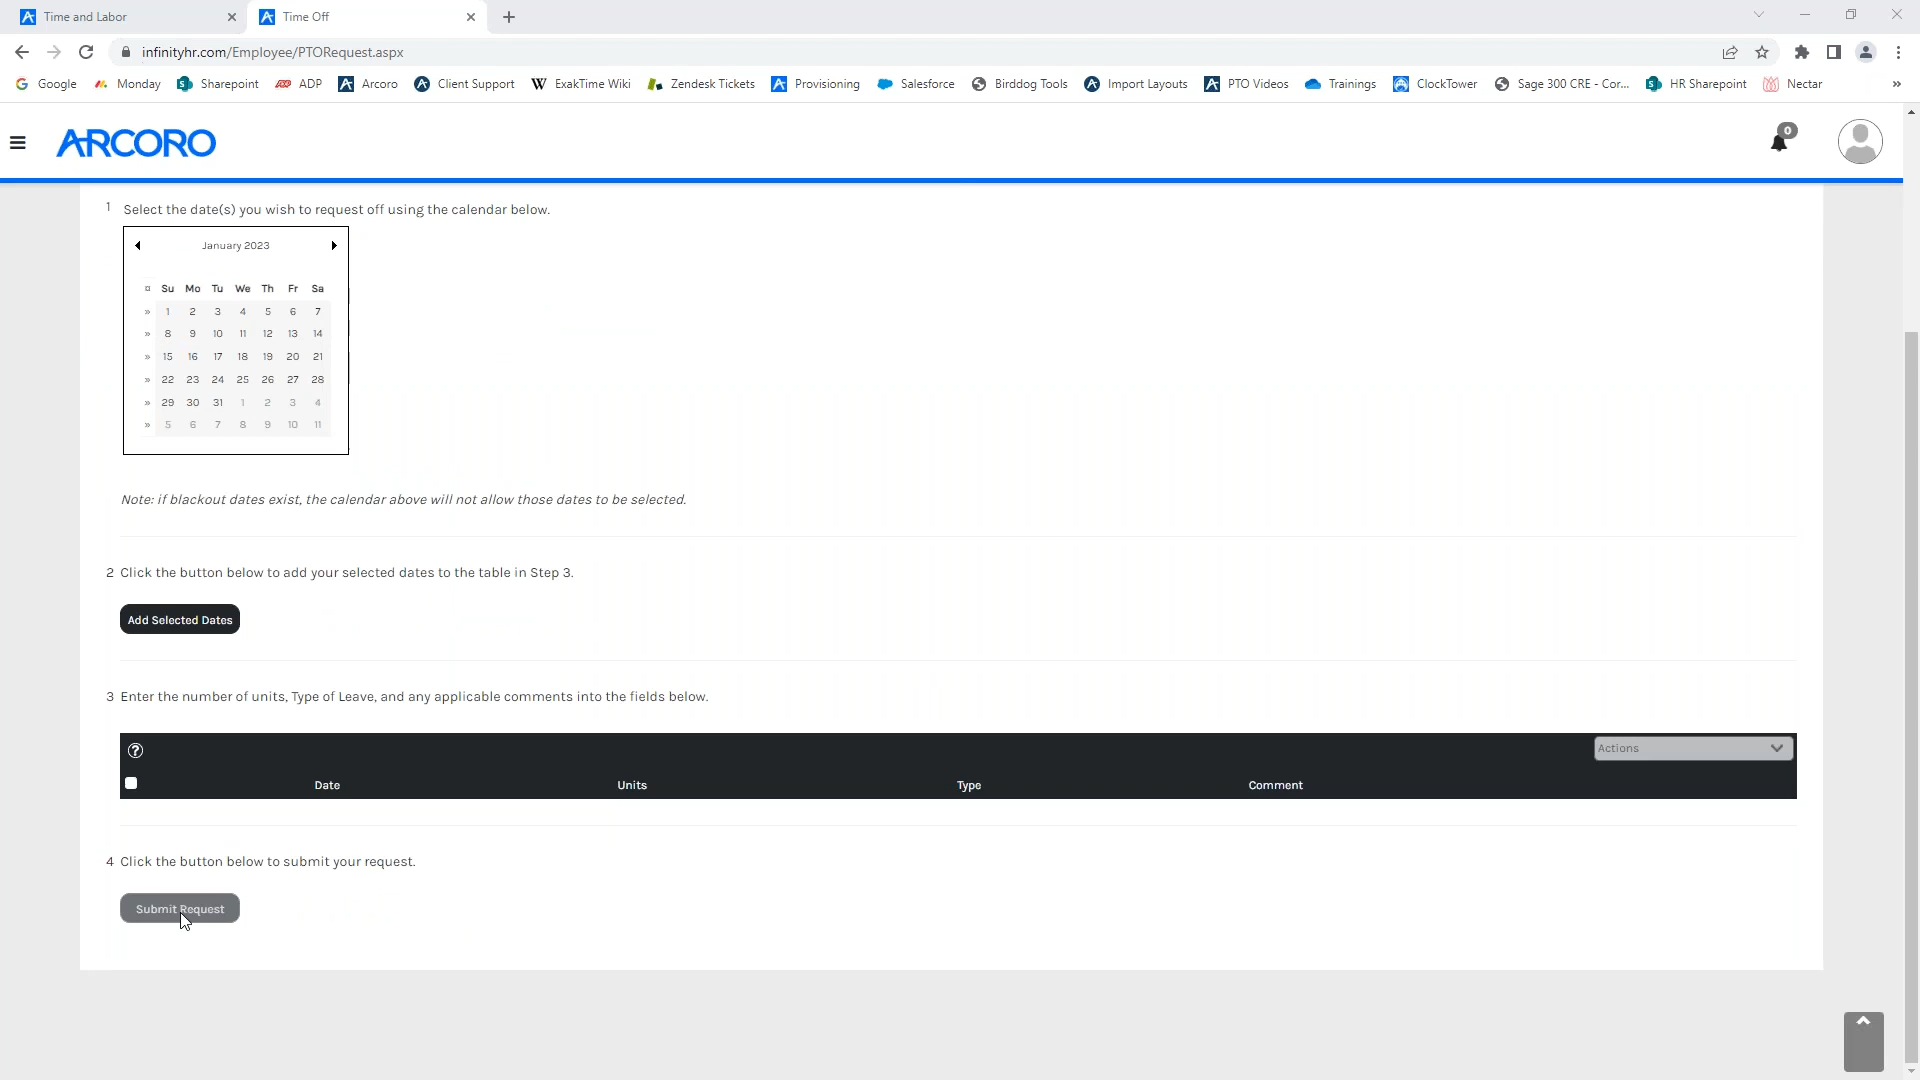 Time and Labor
Time Off
infinityhr.com/Employee/PTORequest.aspx
Google Monday Sharepoint ADP Arcoro Client Support ExakTime Wiki Zendesk Tickets Provisioning Salesforce Birddog Tools Import Layouts PTO Videos Trainings ClockTower Sage 300 CRE - Cor... HR Sharepoint Nectar »
ARCORO
0
1 Select the date(s) you wish to request off using the calendar below.
January 2023
¤ Su Mo Tu We Th Fr Sa
» 1 2 3 4 5 6 7
» 8 9 10 11 12 13 14
» 15 16 17 18 19 20 21
» 22 23 24 25 26 27 28
» 29 30 31 1 2 3 4
» 5 6 7 8 9 10 11
Note: if blackout dates exist, the calendar above will not allow those dates to be selected.
2 Click the button below to add your selected dates to the table in Step 3.
Add Selected Dates
3 Enter the number of units, Type of Leave, and any applicable comments into the fields below.
? Actions
Date Units Type Comment
4 Click the button below to submit your request.
Submit Request